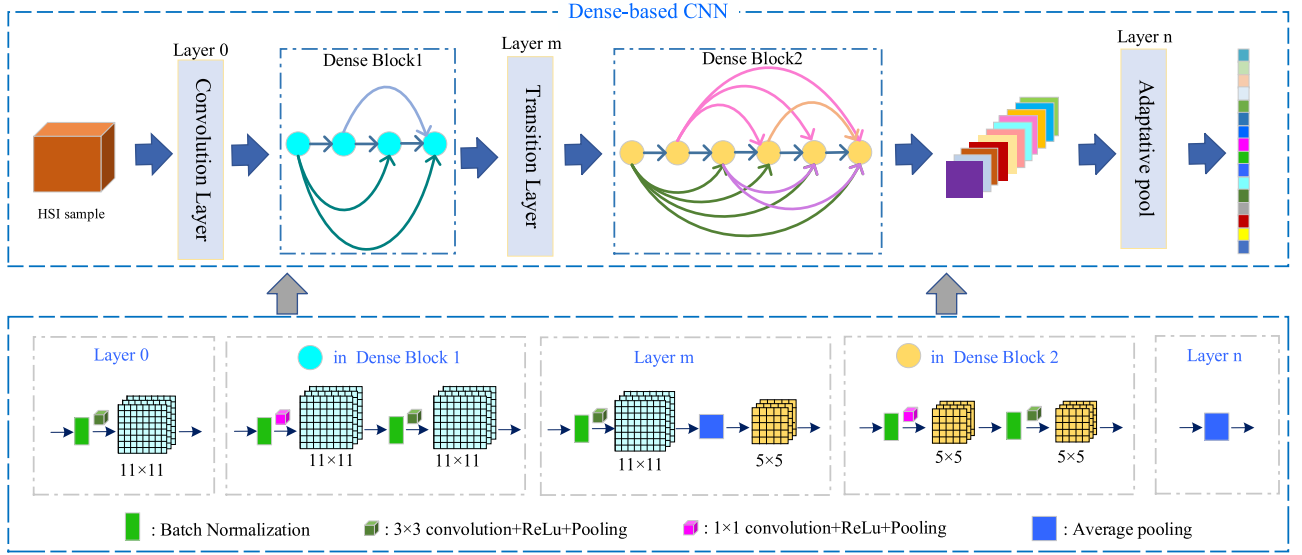 Dense-based CNN
Layer 0
Convolution Layer
Dense Block1
Layer m
Transition Layer
Dense Block2
Layer n
Adaptative pool
HSI sample
Layer 0
in Dense Block 1
Layer m
in Dense Block 2
Layer n
11×11
11×11
11×11
11×11
5×5
5×5
5×5
: Batch Normalization
: 3×3 convolution+ReLu+Pooling
: 1×1 convolution+ReLu+Pooling
: Average pooling